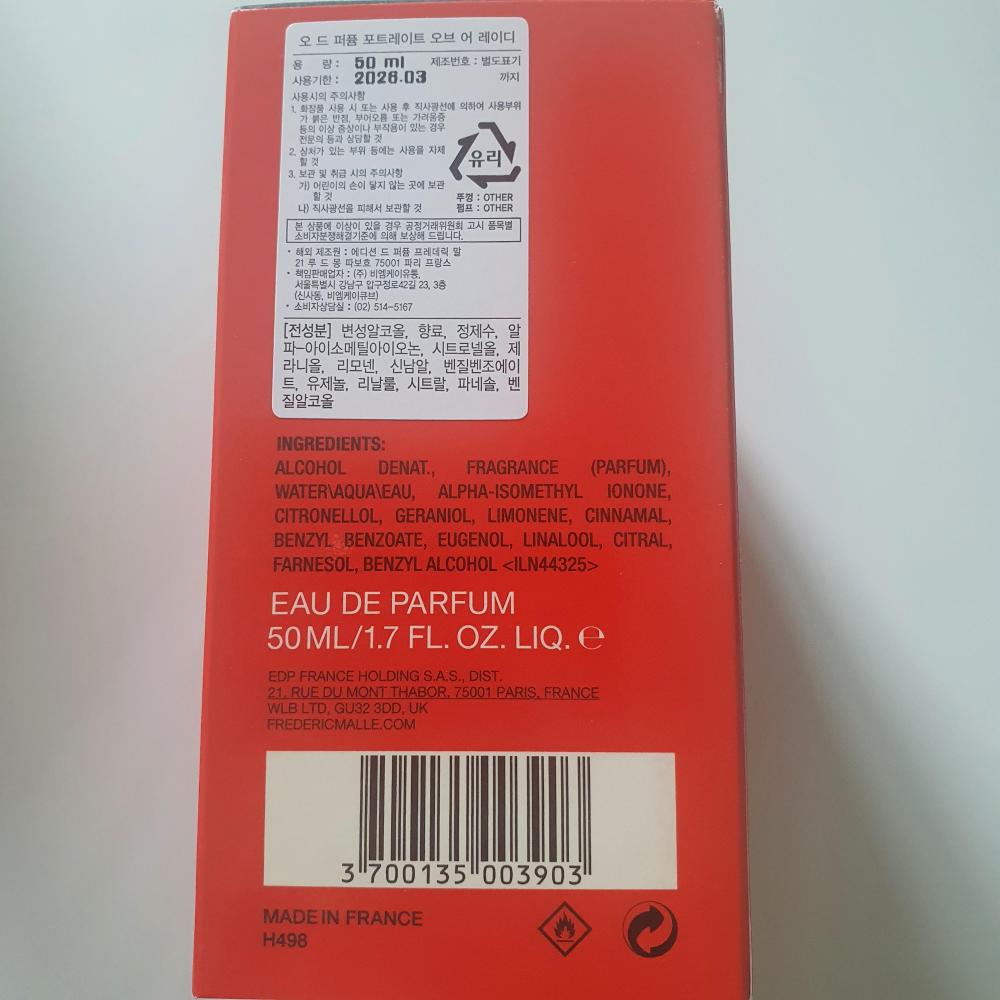 오 드 퍼퓸 포트레이트 오브 어 레이디
용 량 : 50 ml 제조번호 : 별도표기
사용기한 : 2026.03 까지
사용시의 주의사항
1. 화장품 사용 시 또는 사용 후 직사광선에 의하여 사용부위
가 붉은 반점, 부어오름 또는 가려움증
등의 이상 증상이나 부작용이 있는 경우
전문의 등과 상담할 것
2. 상처가 있는 부위 등에는 사용을 자제
할 것
3. 보관 및 취급 시의 주의사항
가) 어린이의 손이 닿지 않는 곳에 보관
할 것
나) 직사광선을 피해서 보관할 것
유리
뚜껑 : OTHER
펌프 : OTHER
본 상품에 이상이 있을 경우 공정거래위원회 고시 품목별
소비자분쟁해결기준에 의해 보상해 드립니다.
• 해외 제조원 : 에디션 드 퍼퓸 프레데릭 말
21 루 드 몽 따보흐 75001 파리 프랑스
• 책임판매업자 : (주) 비엠케이유통,
서울특별시 강남구 압구정로42길 23, 3층
(신사동, 비엠케이큐브)
• 소비자상담실 : (02) 514-5167
[전성분] 변성알코올, 향료, 정제수, 알
파-아이소메틸아이오논, 시트로넬올, 제
라니올, 리모넨, 신남알, 벤질벤조에이
트, 유제놀, 리날룰, 시트랄, 파네솔, 벤
질알코올
INGREDIENTS:
ALCOHOL DENAT., FRAGRANCE (PARFUM),
WATER\AQUA\EAU, ALPHA-ISOMETHYL IONONE,
CITRONELLOL, GERANIOL, LIMONENE, CINNAMAL,
BENZYL BENZOATE, EUGENOL, LINALOOL, CITRAL,
FARNESOL, BENZYL ALCOHOL <ILN44325>
EAU DE PARFUM
50 ML/1.7 FL. OZ. LIQ. ℮
EDP FRANCE HOLDING S.A.S., DIST.
21, RUE DU MONT THABOR, 75001 PARIS, FRANCE
WLB LTD, GU32 3DD, UK
FREDERICMALLE.COM
3 700135 003903
MADE IN FRANCE
H498